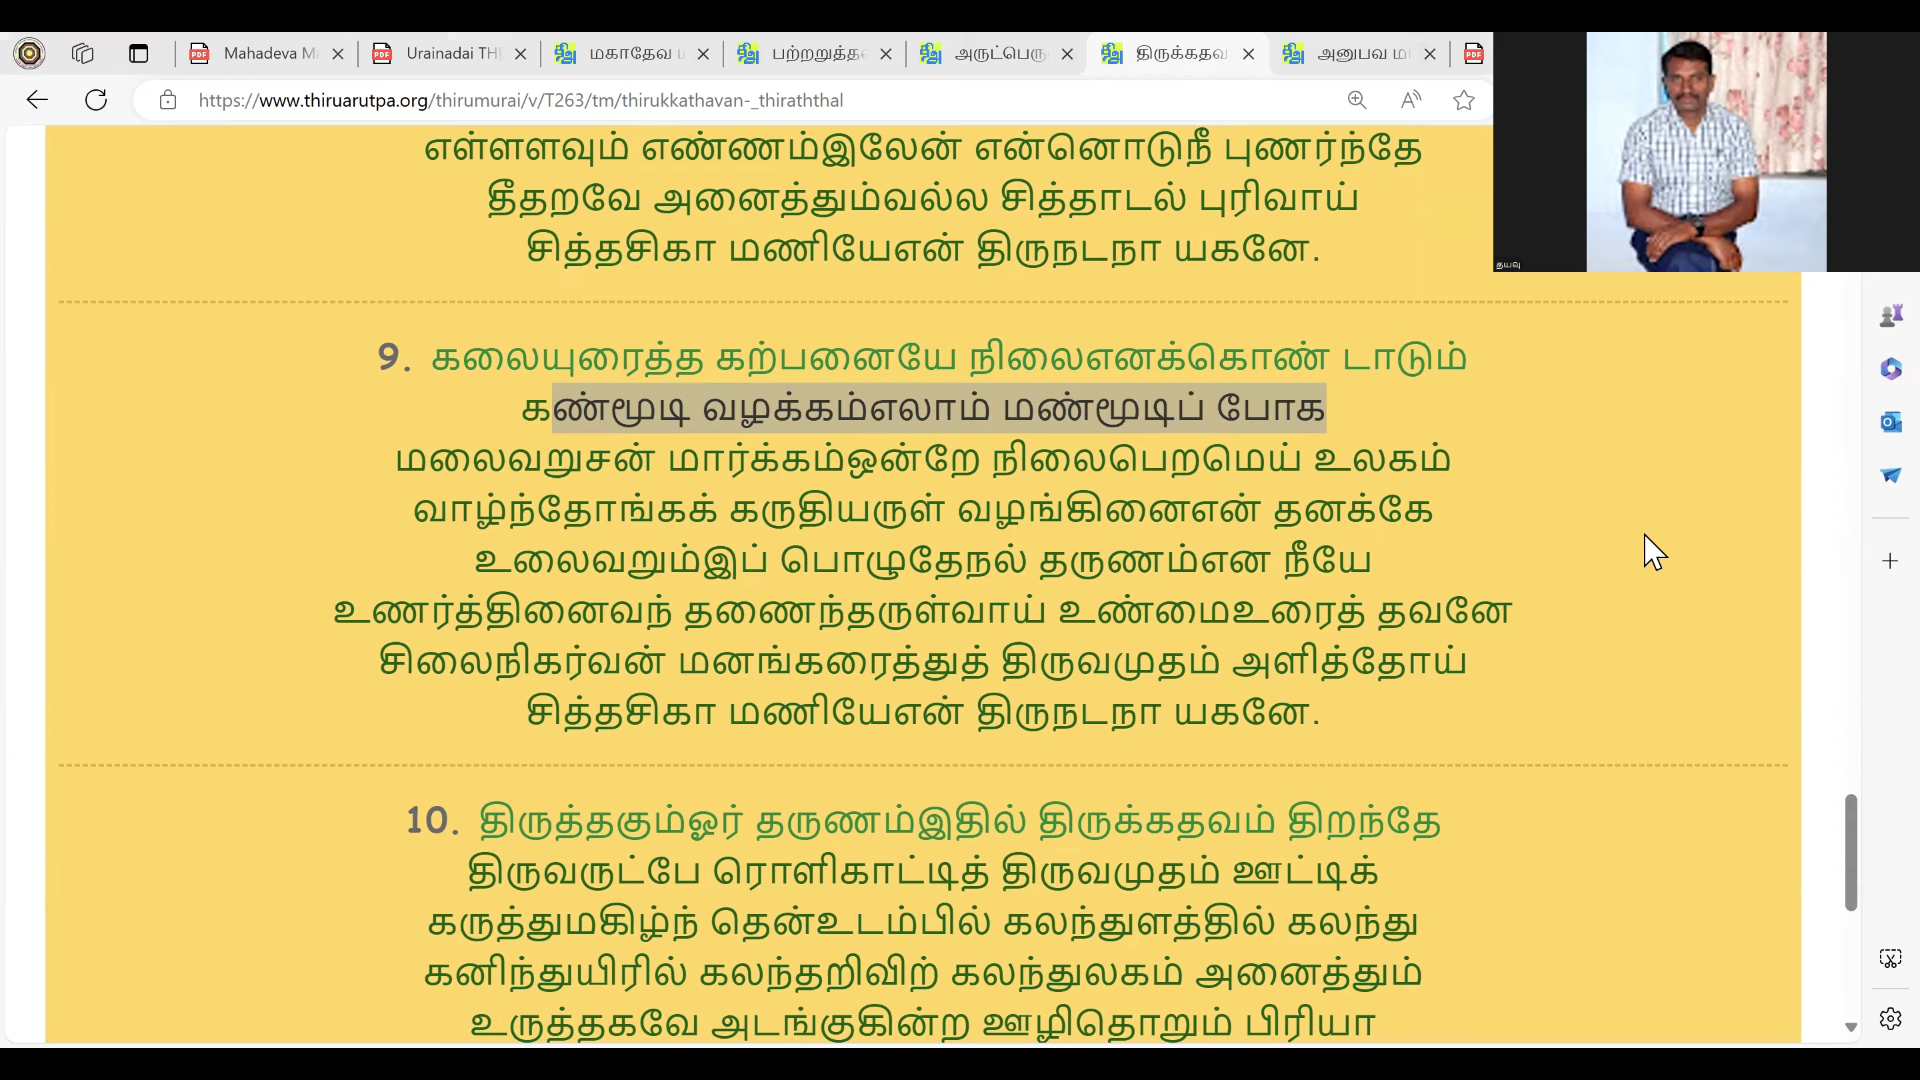 Mahadeva M
Urainadai TH
மகாதேவ
பற்றறுத்த
அருட்பெரு
திருக்கதவ
அனுபவ ம
https://www.thiruarutpa.org/thirumurai/v/T263/tm/thirukkathavan-_thiraththal
தயவு
எள்ளளவும் எண்ணம்இலேன் என்னொடுநீ புணர்ந்தே
தீதறவே அனைத்தும்வல்ல சித்தாடல் புரிவாய்
சித்தசிகா மணியேஎன் திருநடநா யகனே.
9. கலையுரைத்த கற்பனையே நிலைஎனக்கொண் டாடும்
கண்மூடி வழக்கம்எலாம் மண்மூடிப் போக
மலைவறுசன் மார்க்கம்ஒன்றே நிலைபெறமெய் உலகம்
வாழ்ந்தோங்கக் கருதியருள் வழங்கினைஎன் தனக்கே
உலைவறும்இப் பொழுதேநல் தருணம்என நீயே
உணர்த்தினைவந் தணைந்தருள்வாய் உண்மைஉரைத் தவனே
சிலைநிகர்வன் மனங்கரைத்துத் திருவமுதம் அளித்தோய்
சித்தசிகா மணியேஎன் திருநடநா யகனே.
10. திருத்தகும்ஓர் தருணம்இதில் திருக்கதவம் திறந்தே
திருவருட்பே ரொளிகாட்டித் திருவமுதம் ஊட்டிக்
கருத்துமகிழ்ந் தென்உடம்பில் கலந்துளத்தில் கலந்து
கனிந்துயிரில் கலந்தறிவிற் கலந்துலகம் அனைத்தும்
உருத்தகவே அடங்குகின்ற ஊழிதொறும் பிரியா